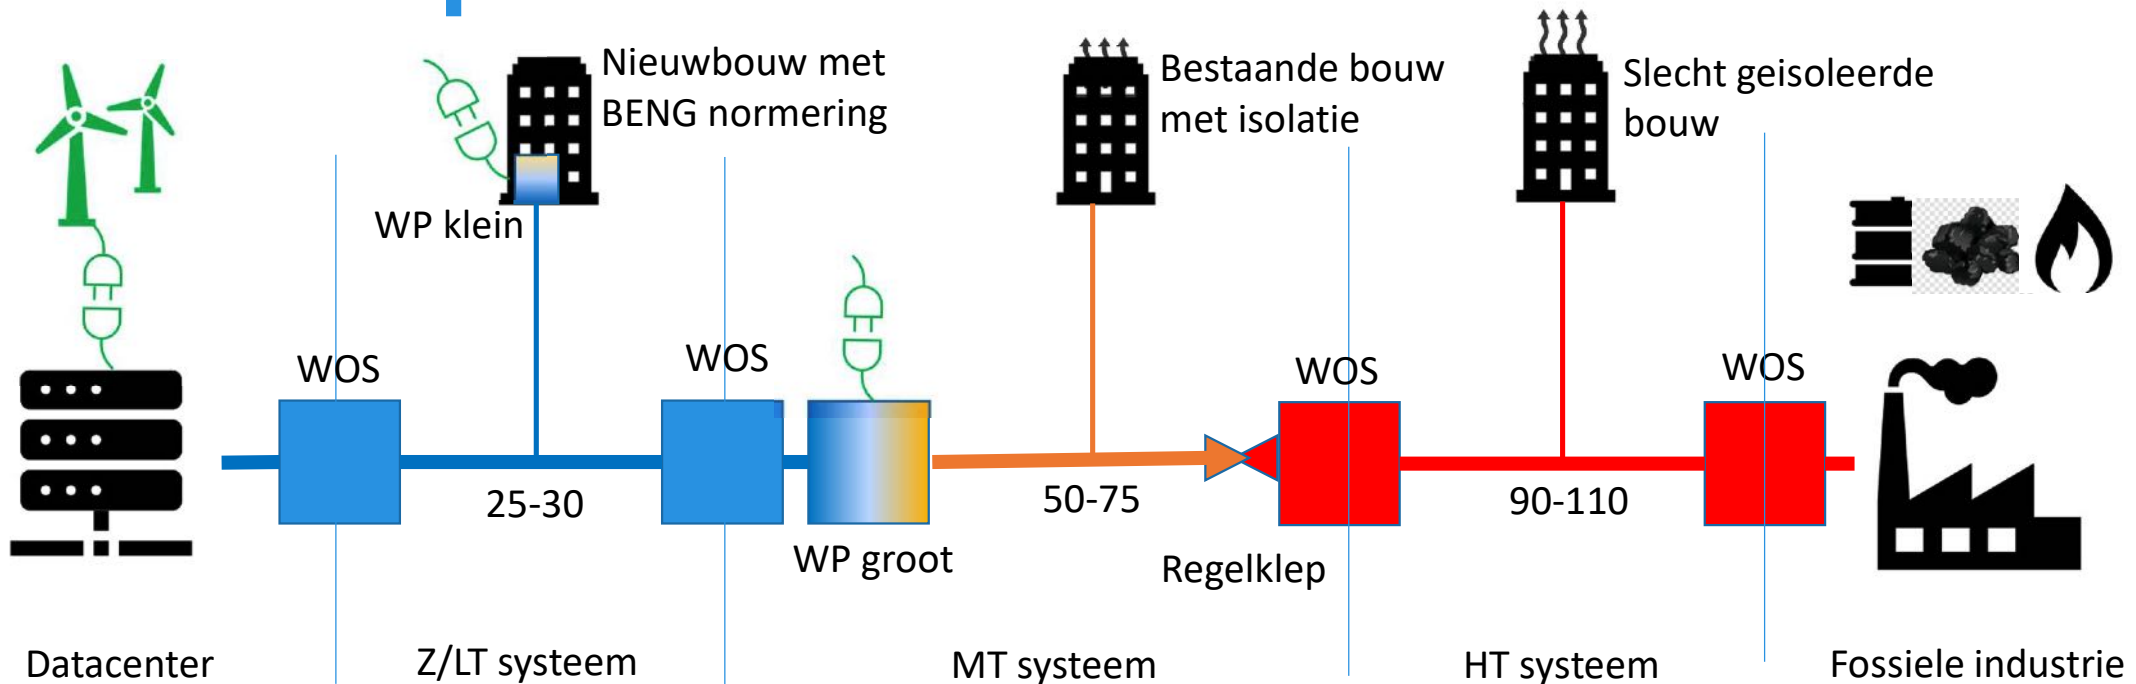 Nieuwbouw met
BENG normering
Bestaande bouw
met isolatie
Slecht geisoleerde
bouw
WP klein
WOS
WOS
WOS
WOS
25-30
50-75
90-110
WP groot
Regelklep
Datacenter
Z/LT systeem
MT systeem
HT systeem
Fossiele industrie